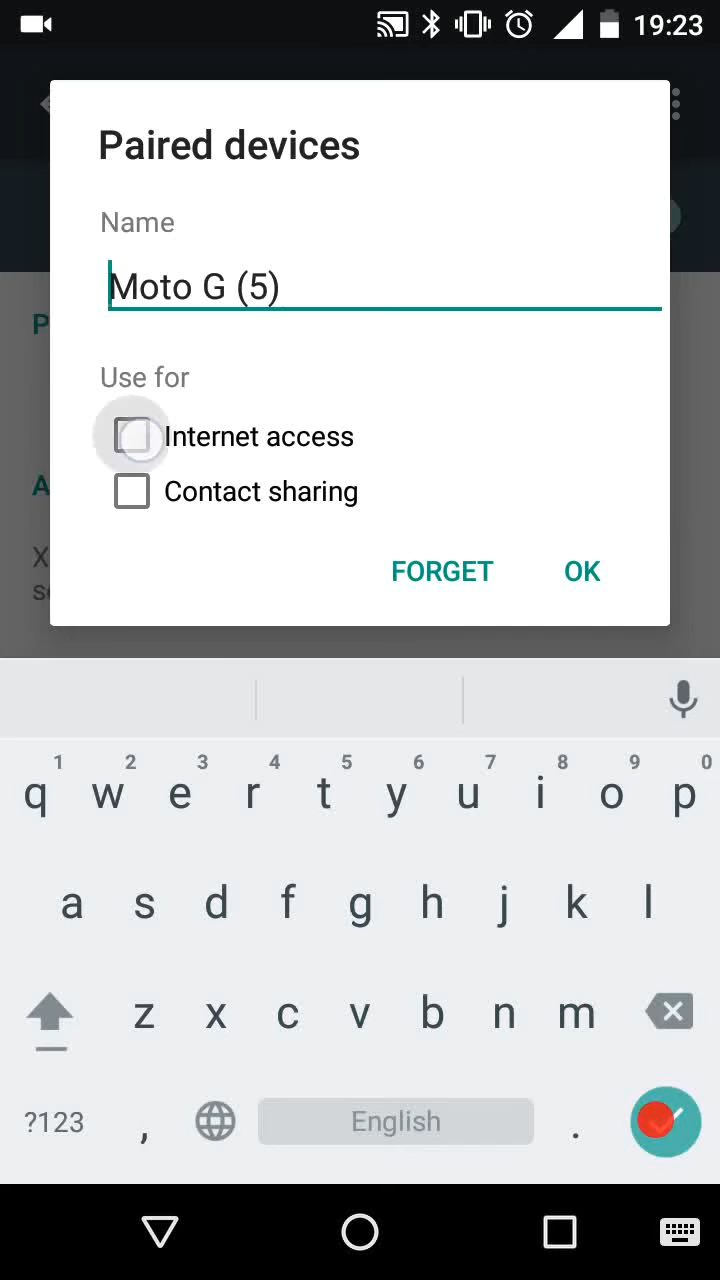 19:23
Paired devices
Name
P
Moto G (5)
Use for
Internet access
A
Contact sharing
X
se
FORGET OK
1 2 3 4 5 6 7 8 9 0
q w e r t y u i o p
a s d f g h j k l
z x c v b n m
?123 , English .